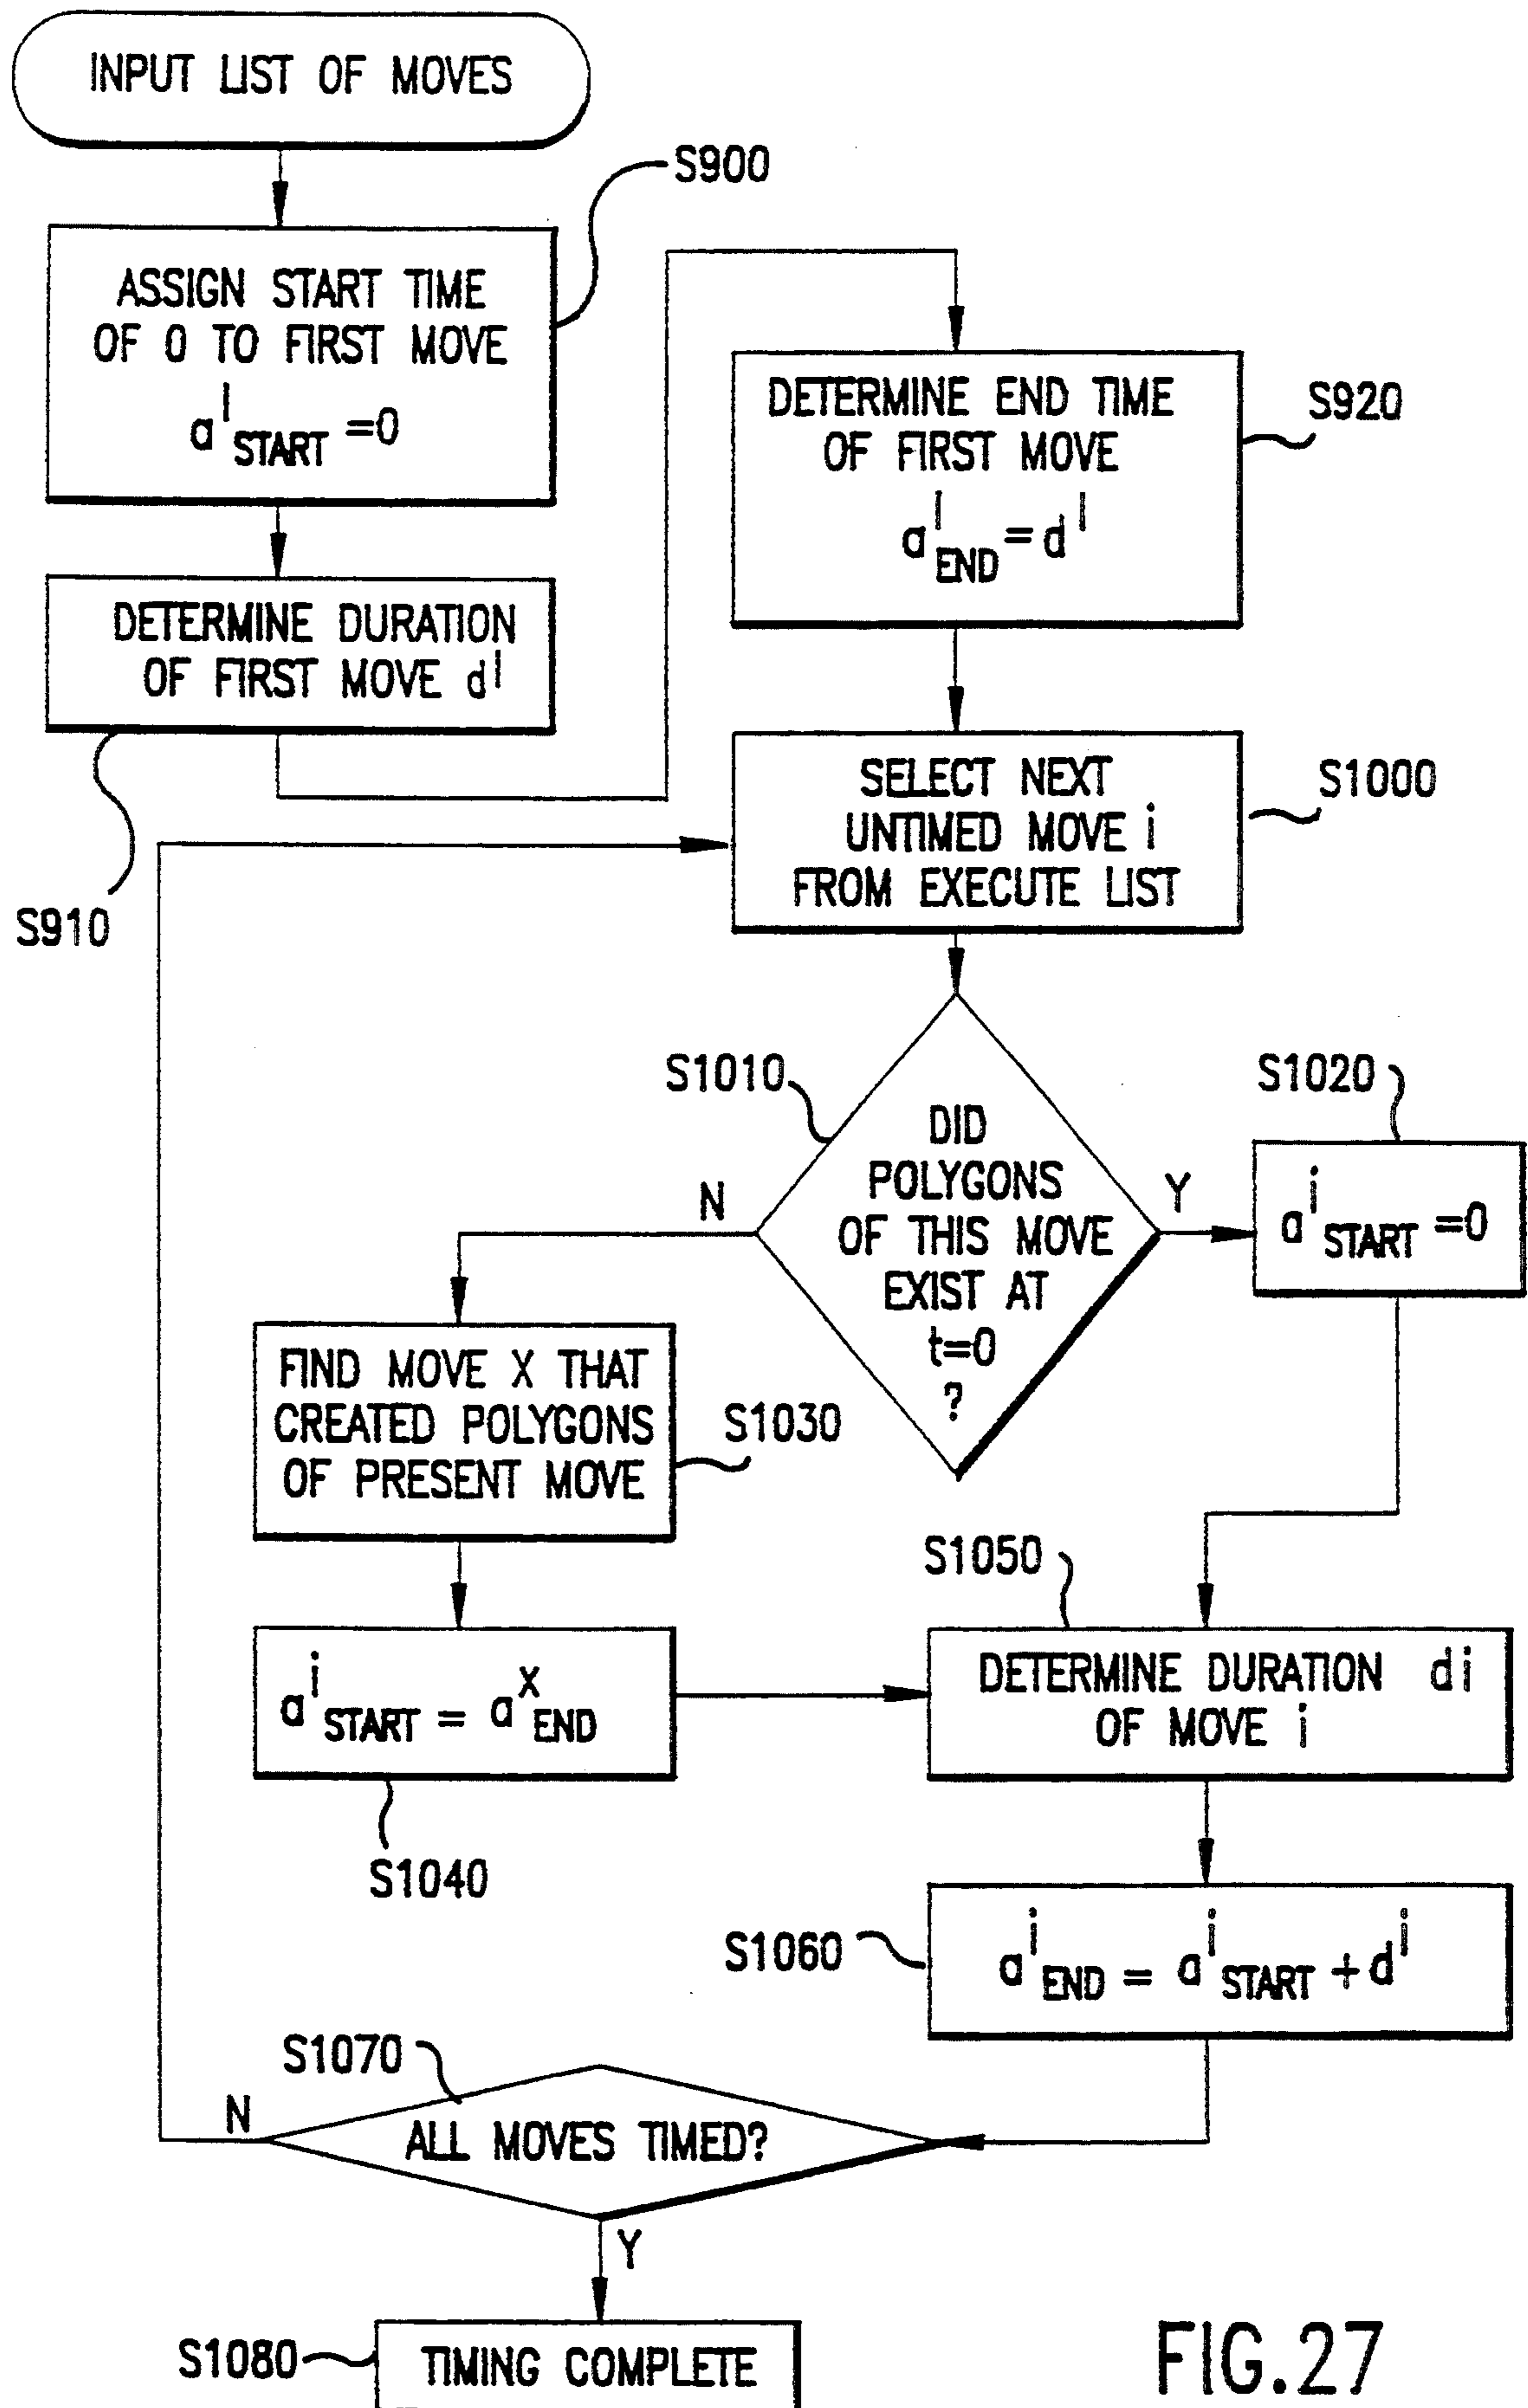 INPUT LIST OF MOVES
S900
ASSIGN START TIME
OF 0 TO FIRST MOVE
a¹START =0
DETERMINE DURATION
OF FIRST MOVE d¹
S910
DETERMINE END TIME
OF FIRST MOVE
a¹END = d¹
S920
SELECT NEXT
UNTIMED MOVE i
FROM EXECUTE LIST
S1000
S1010
DID
POLYGONS
OF THIS MOVE
EXIST AT
t=0
?
N
Y
S1020
aⁱSTART =0
FIND MOVE X THAT
CREATED POLYGONS
OF PRESENT MOVE
S1030
aⁱSTART = aˣEND
S1040
S1050
DETERMINE DURATION di
OF MOVE i
S1060
aⁱEND = aⁱSTART + dⁱ
S1070
ALL MOVES TIMED?
N
Y
S1080
TIMING COMPLETE
FIG.27